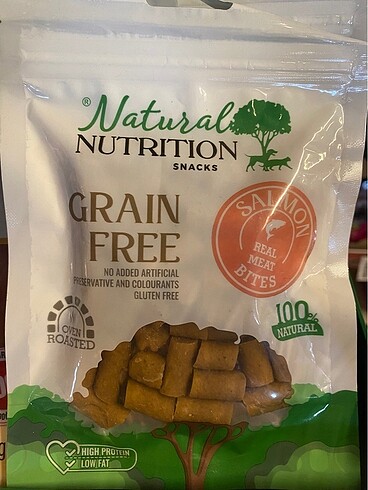 ® Natural
NUTRITION
SNACKS
GRAIN
FREE
SALMON
REAL
MEAT
BITES
NO ADDED ARTIFICIAL
PRESERVATIVE AND COLOURANTS
GLUTEN FREE
100%
NATURAL
OVEN
ROASTED
HIGH PROTEIN
LOW FAT